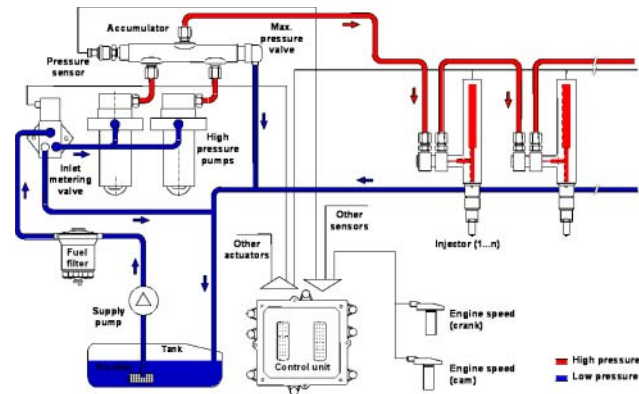 Accumulator
Max.
pressure
valve
Pressure
sensor
High
pressure
pumps
Inlet
metering
valve
Fuel
filter
Supply
pump
Tank
Other
actuators
Other
sensors
Control unit
Injector (1...n)
Engine speed
(crank)
Engine speed
(cam)
High pressure
Low pressure